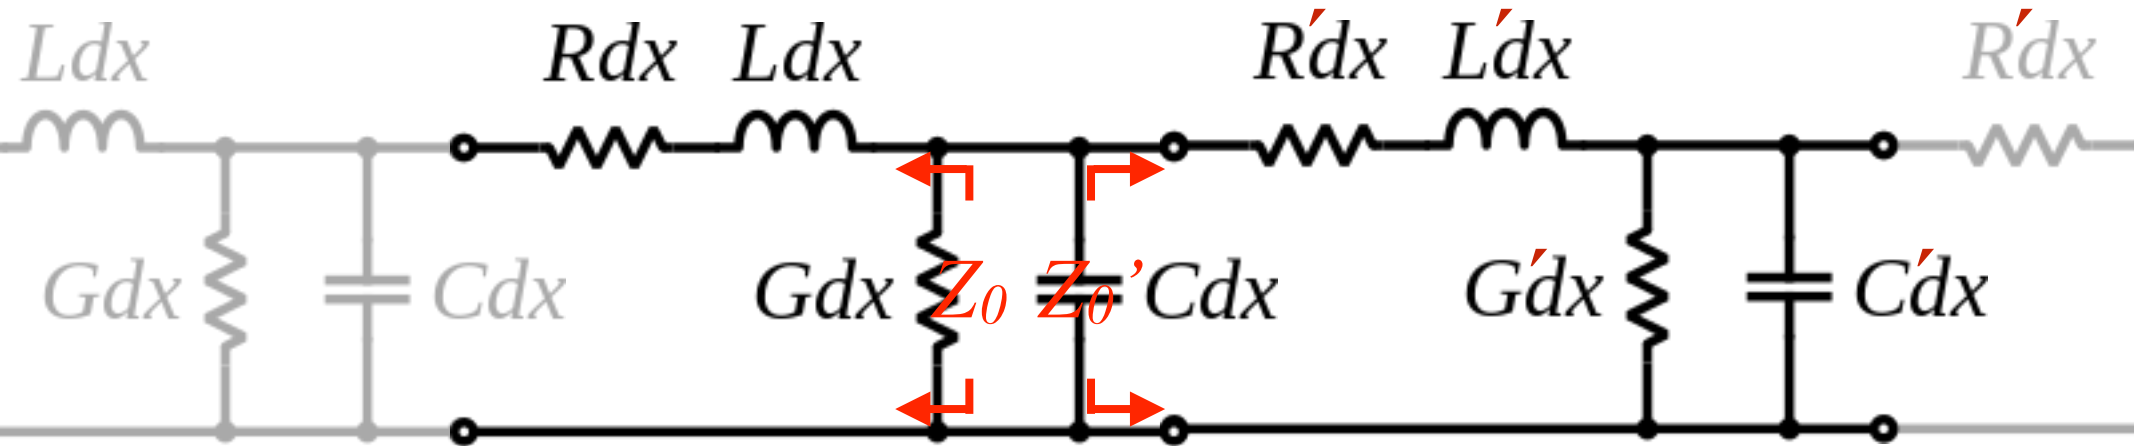 Ldx Rdx Ldx R′dx L′dx R′dx
Gdx Cdx Gdx Z₀ Z₀’ Cdx G′dx C′dx